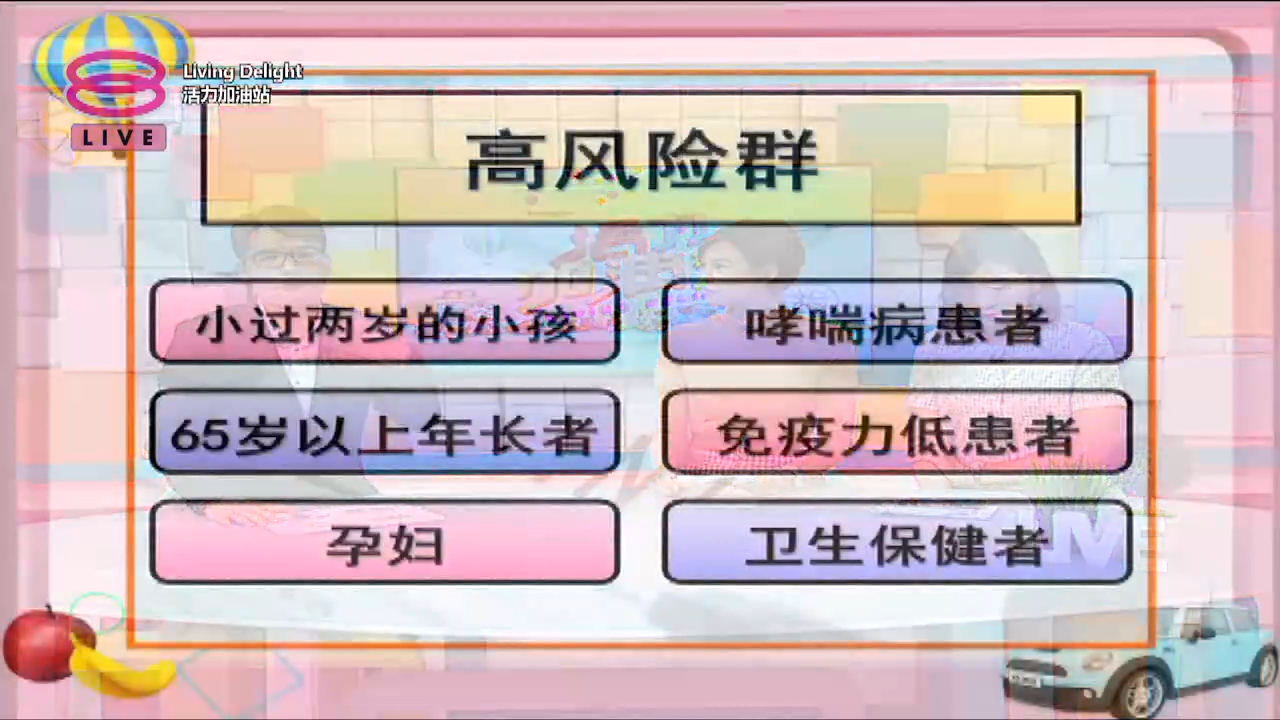 Living Delight
活力加油站
LIVE
高风险群
小过两岁的小孩
哮喘病患者
65岁以上年长者
免疫力低患者
孕妇
卫生保健者
LIVE